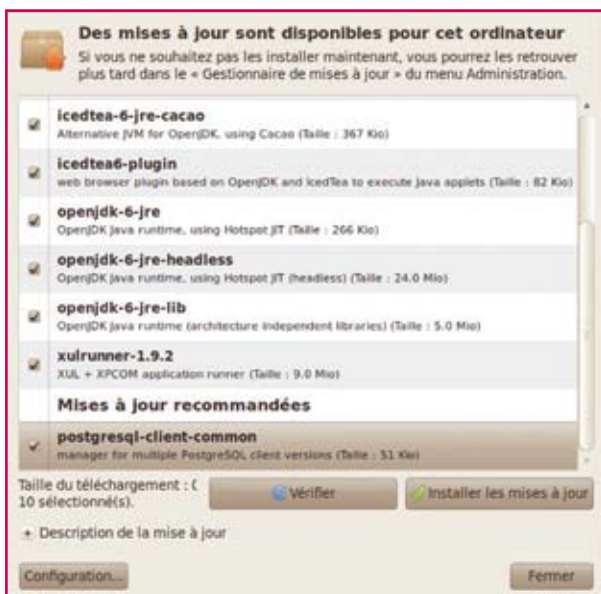 Des mises à jour sont disponibles pour cet ordinateur
Si vous ne souhaitez pas les installer maintenant, vous pourrez les retrouver
plus tard dans le « Gestionnaire de mises à jour » du menu Administration.
icedtea-6-jre-cacao
Alternative JVM for OpenJDK, using Cacao (Taille : 367 Kio)
icedtea6-plugin
web browser plugin based on OpenJDK and IcedTea to execute Java applets (Taille : 82 Kio)
openjdk-6-jre
OpenJDK Java runtime, using Hotspot JIT (Taille : 266 Kio)
openjdk-6-jre-headless
OpenJDK Java runtime, using Hotspot JIT (headless) (Taille : 24.0 Mio)
openjdk-6-jre-lib
OpenJDK Java runtime (architecture independent libraries) (Taille : 5.0 Mio)
xulrunner-1.9.2
XUL + XPCOM application runner (Taille : 9.0 Mio)
Mises à jour recommandées
postgresql-client-common
manager for multiple PostgreSQL client versions (Taille : 51 Kio)
Taille du téléchargement : (
10 sélectionné(s).
Vérifier
Installer les mises à jour
+ Description de la mise à jour
Configuration...
Fermer